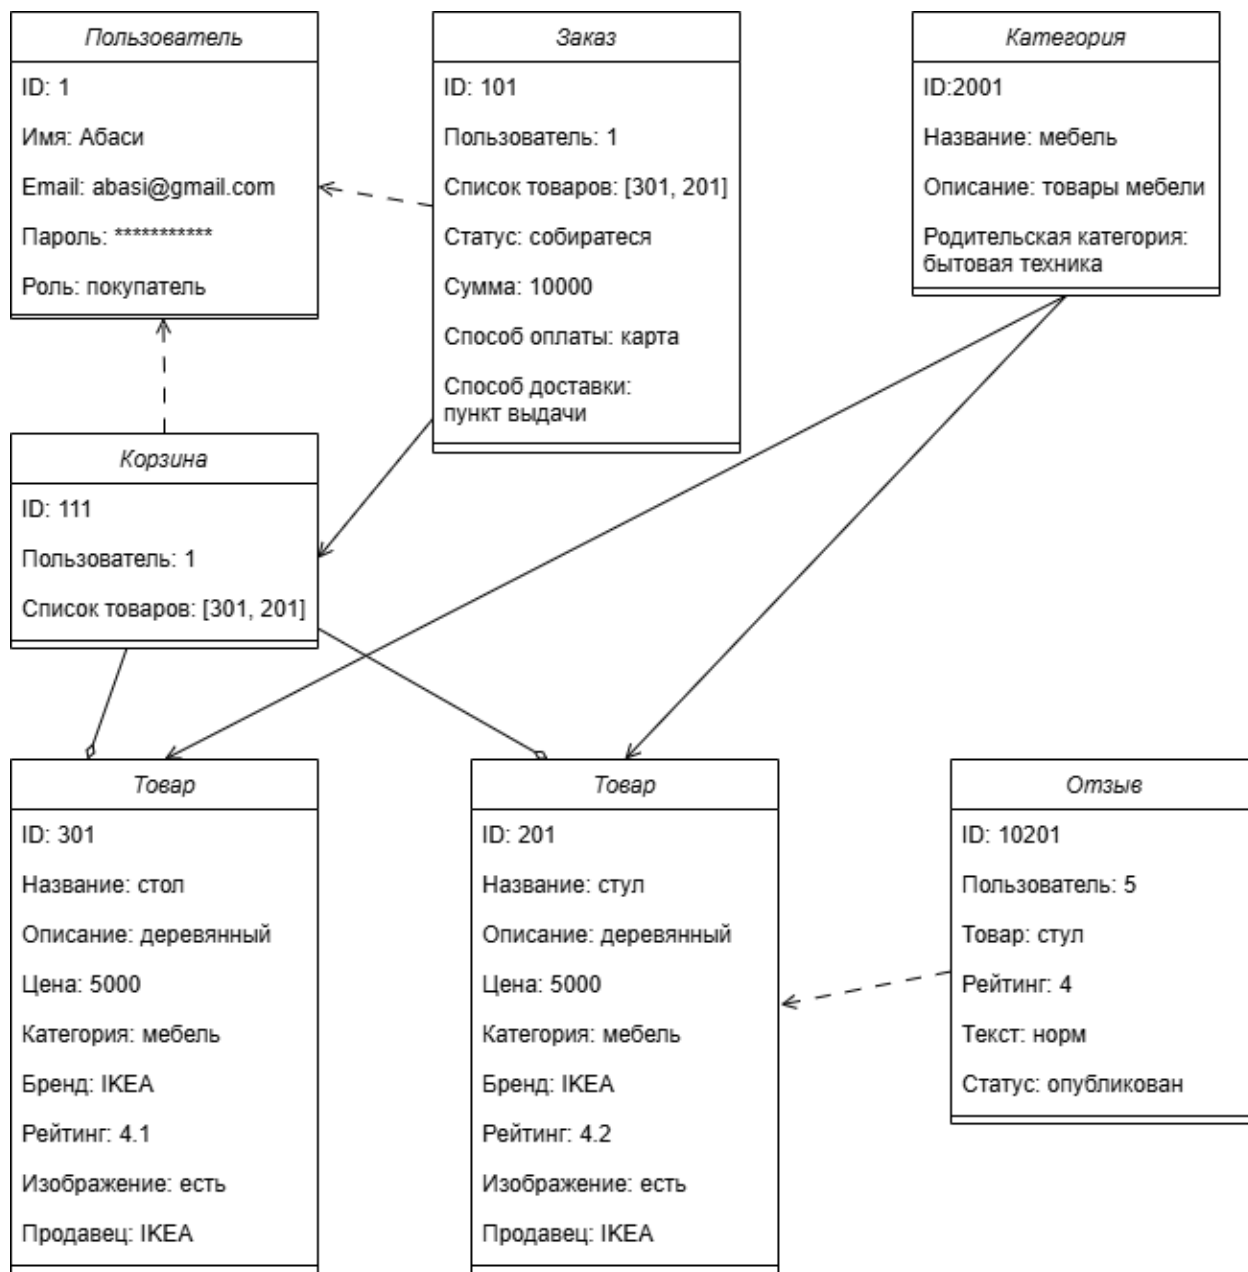 Пользователь
ID: 1
Имя: Абаси
Email: abasi@gmail.com
Пароль: ***********
Роль: покупатель
Заказ
ID: 101
Пользователь: 1
Список товаров: [301, 201]
Статус: собиратеся
Сумма: 10000
Способ оплаты: карта
Способ доставки:
пункт выдачи
Категория
ID:2001
Название: мебель
Описание: товары мебели
Родительская категория:
бытовая техника
Корзина
ID: 111
Пользователь: 1
Список товаров: [301, 201]
Товар
ID: 301
Название: стол
Описание: деревянный
Цена: 5000
Категория: мебель
Бренд: IKEA
Рейтинг: 4.1
Изображение: есть
Продавец: IKEA
Товар
ID: 201
Название: стул
Описание: деревянный
Цена: 5000
Категория: мебель
Бренд: IKEA
Рейтинг: 4.2
Изображение: есть
Продавец: IKEA
Отзыв
ID: 10201
Пользователь: 5
Товар: стул
Рейтинг: 4
Текст: норм
Статус: опубликован